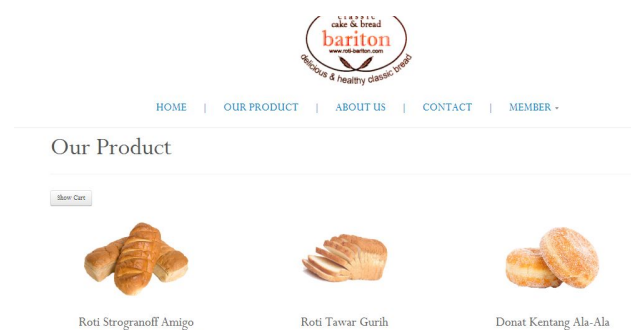 classic
cake & bread
bariton
www.roti-bariton.com
delicious & healthy classic bread
HOME | OUR PRODUCT | ABOUT US | CONTACT | MEMBER
Our Product
Show Cart
Roti Strogranoff Amigo
Roti Tawar Gurih
Donat Kentang Ala-Ala